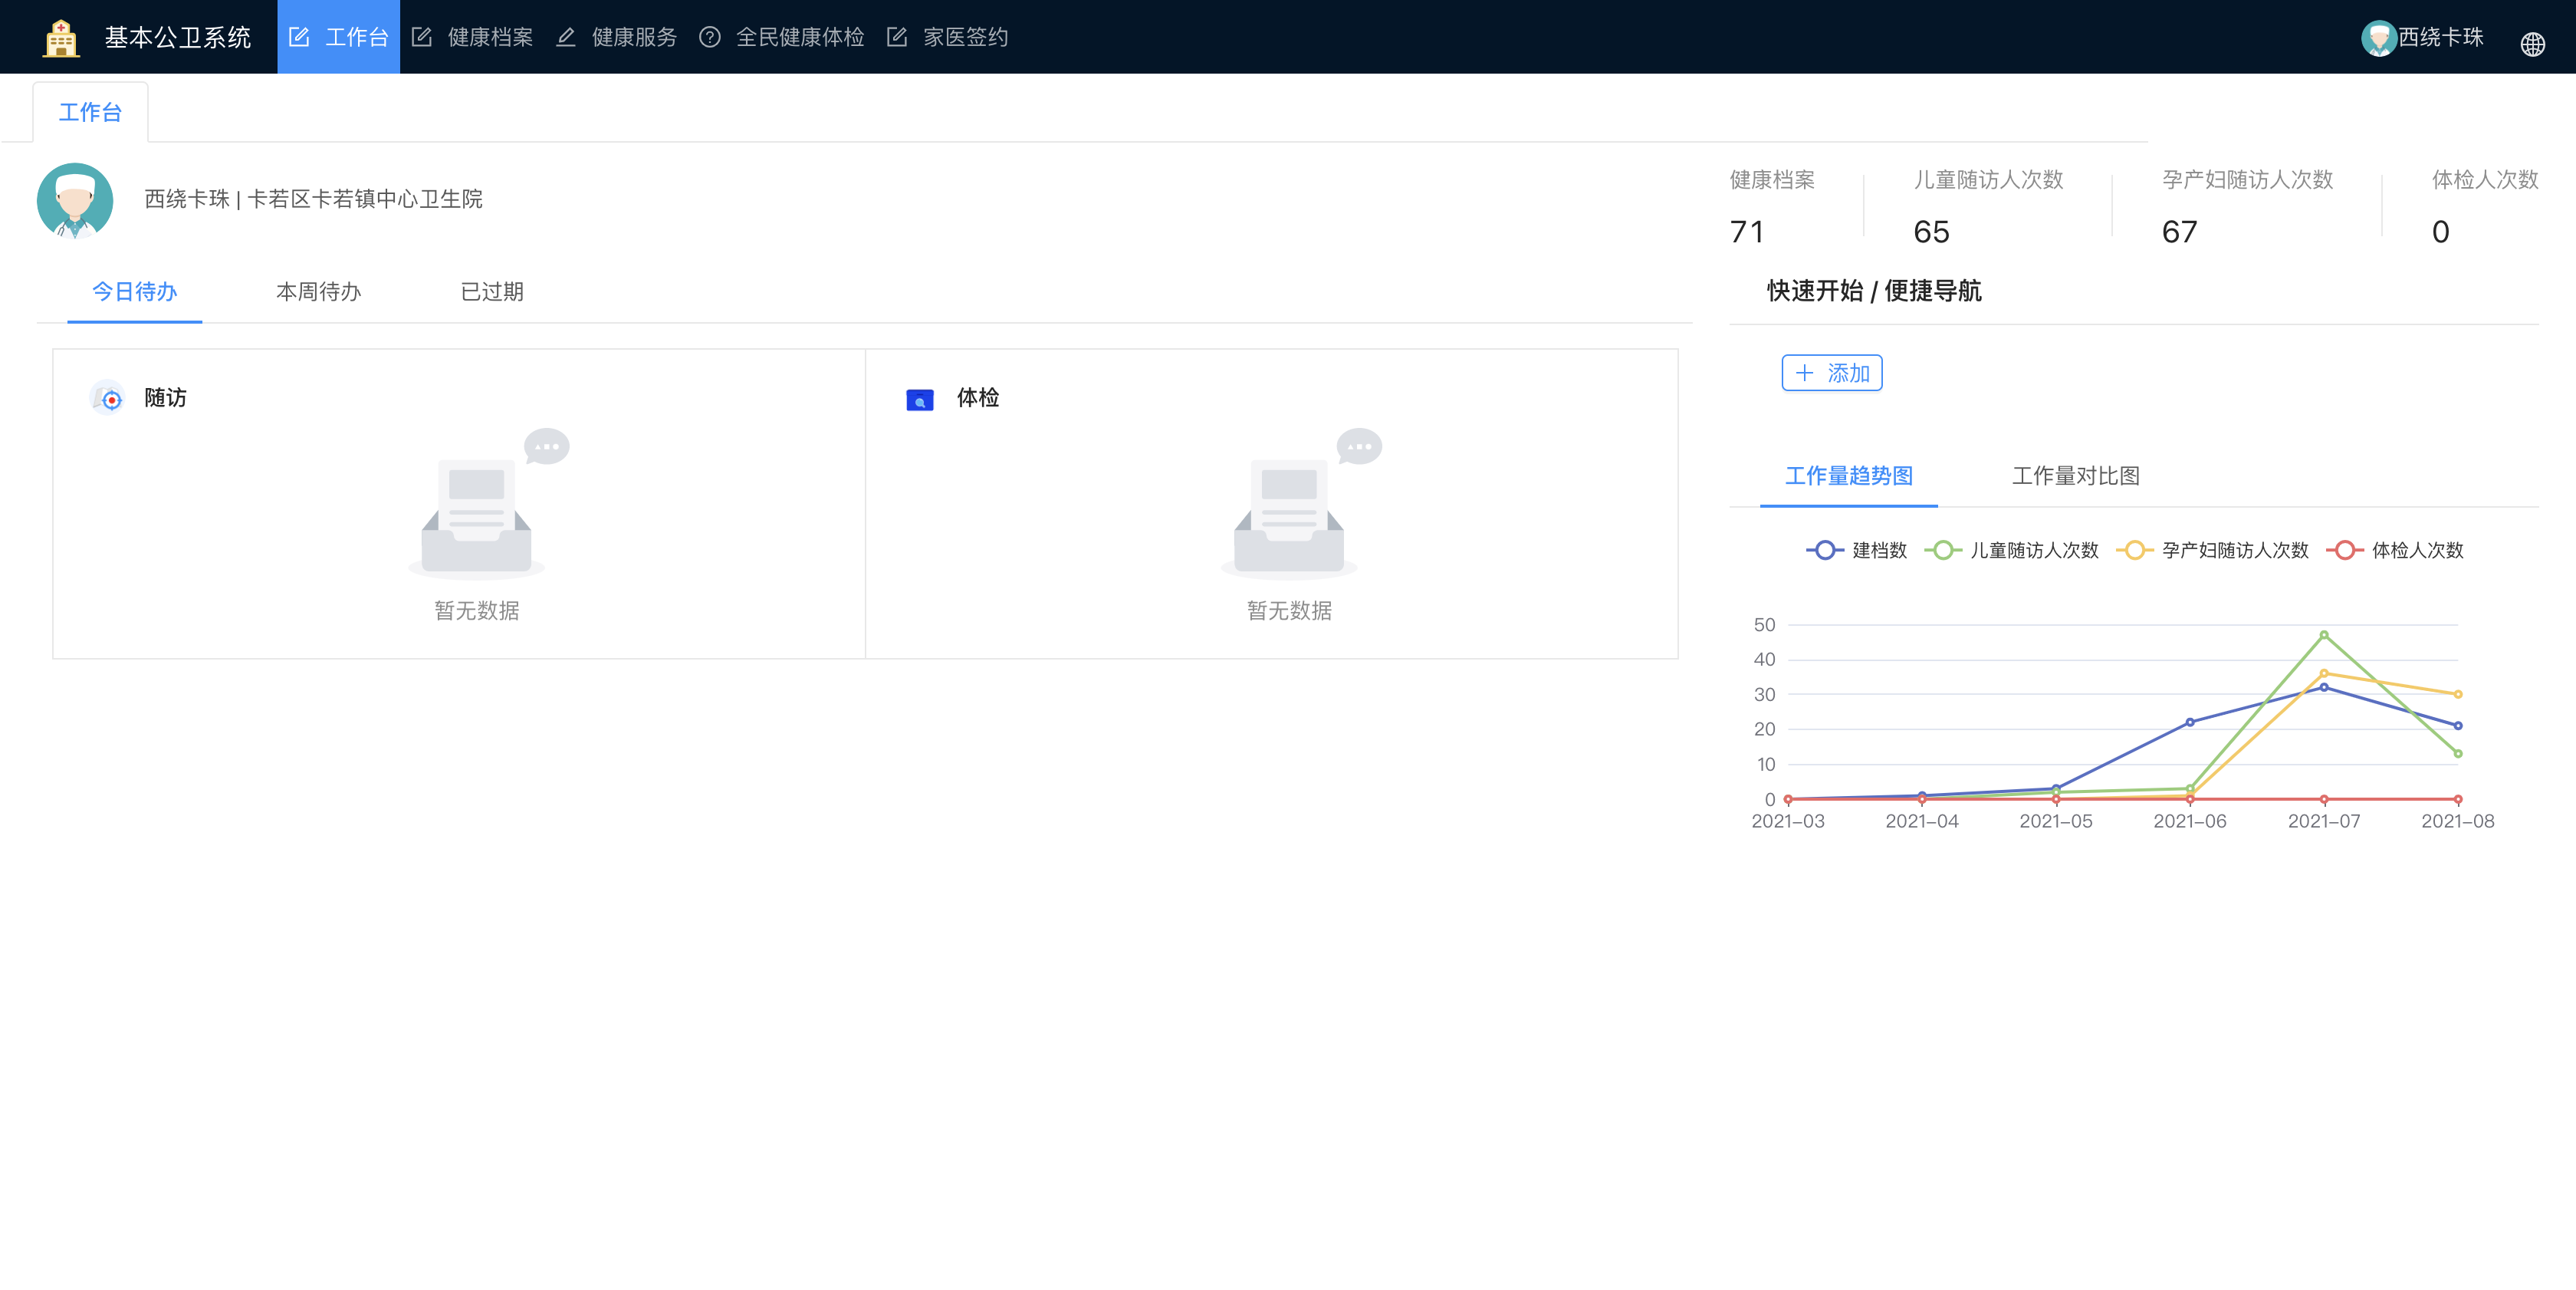 基本公卫系统 工作台 健康档案 健康服务 全民健康体检 家医签约 西绕卡珠
工作台
西绕卡珠 | 卡若区卡若镇中心卫生院
健康档案 儿童随访人次数 孕产妇随访人次数 体检人次数
71 65 67 0
今日待办 本周待办 已过期
快速开始 / 便捷导航
添加
随访 体检
暂无数据 暂无数据
工作量趋势图 工作量对比图
建档数 儿童随访人次数 孕产妇随访人次数 体检人次数
50
40
30
20
10
0
2021-03 2021-04 2021-05 2021-06 2021-07 2021-08